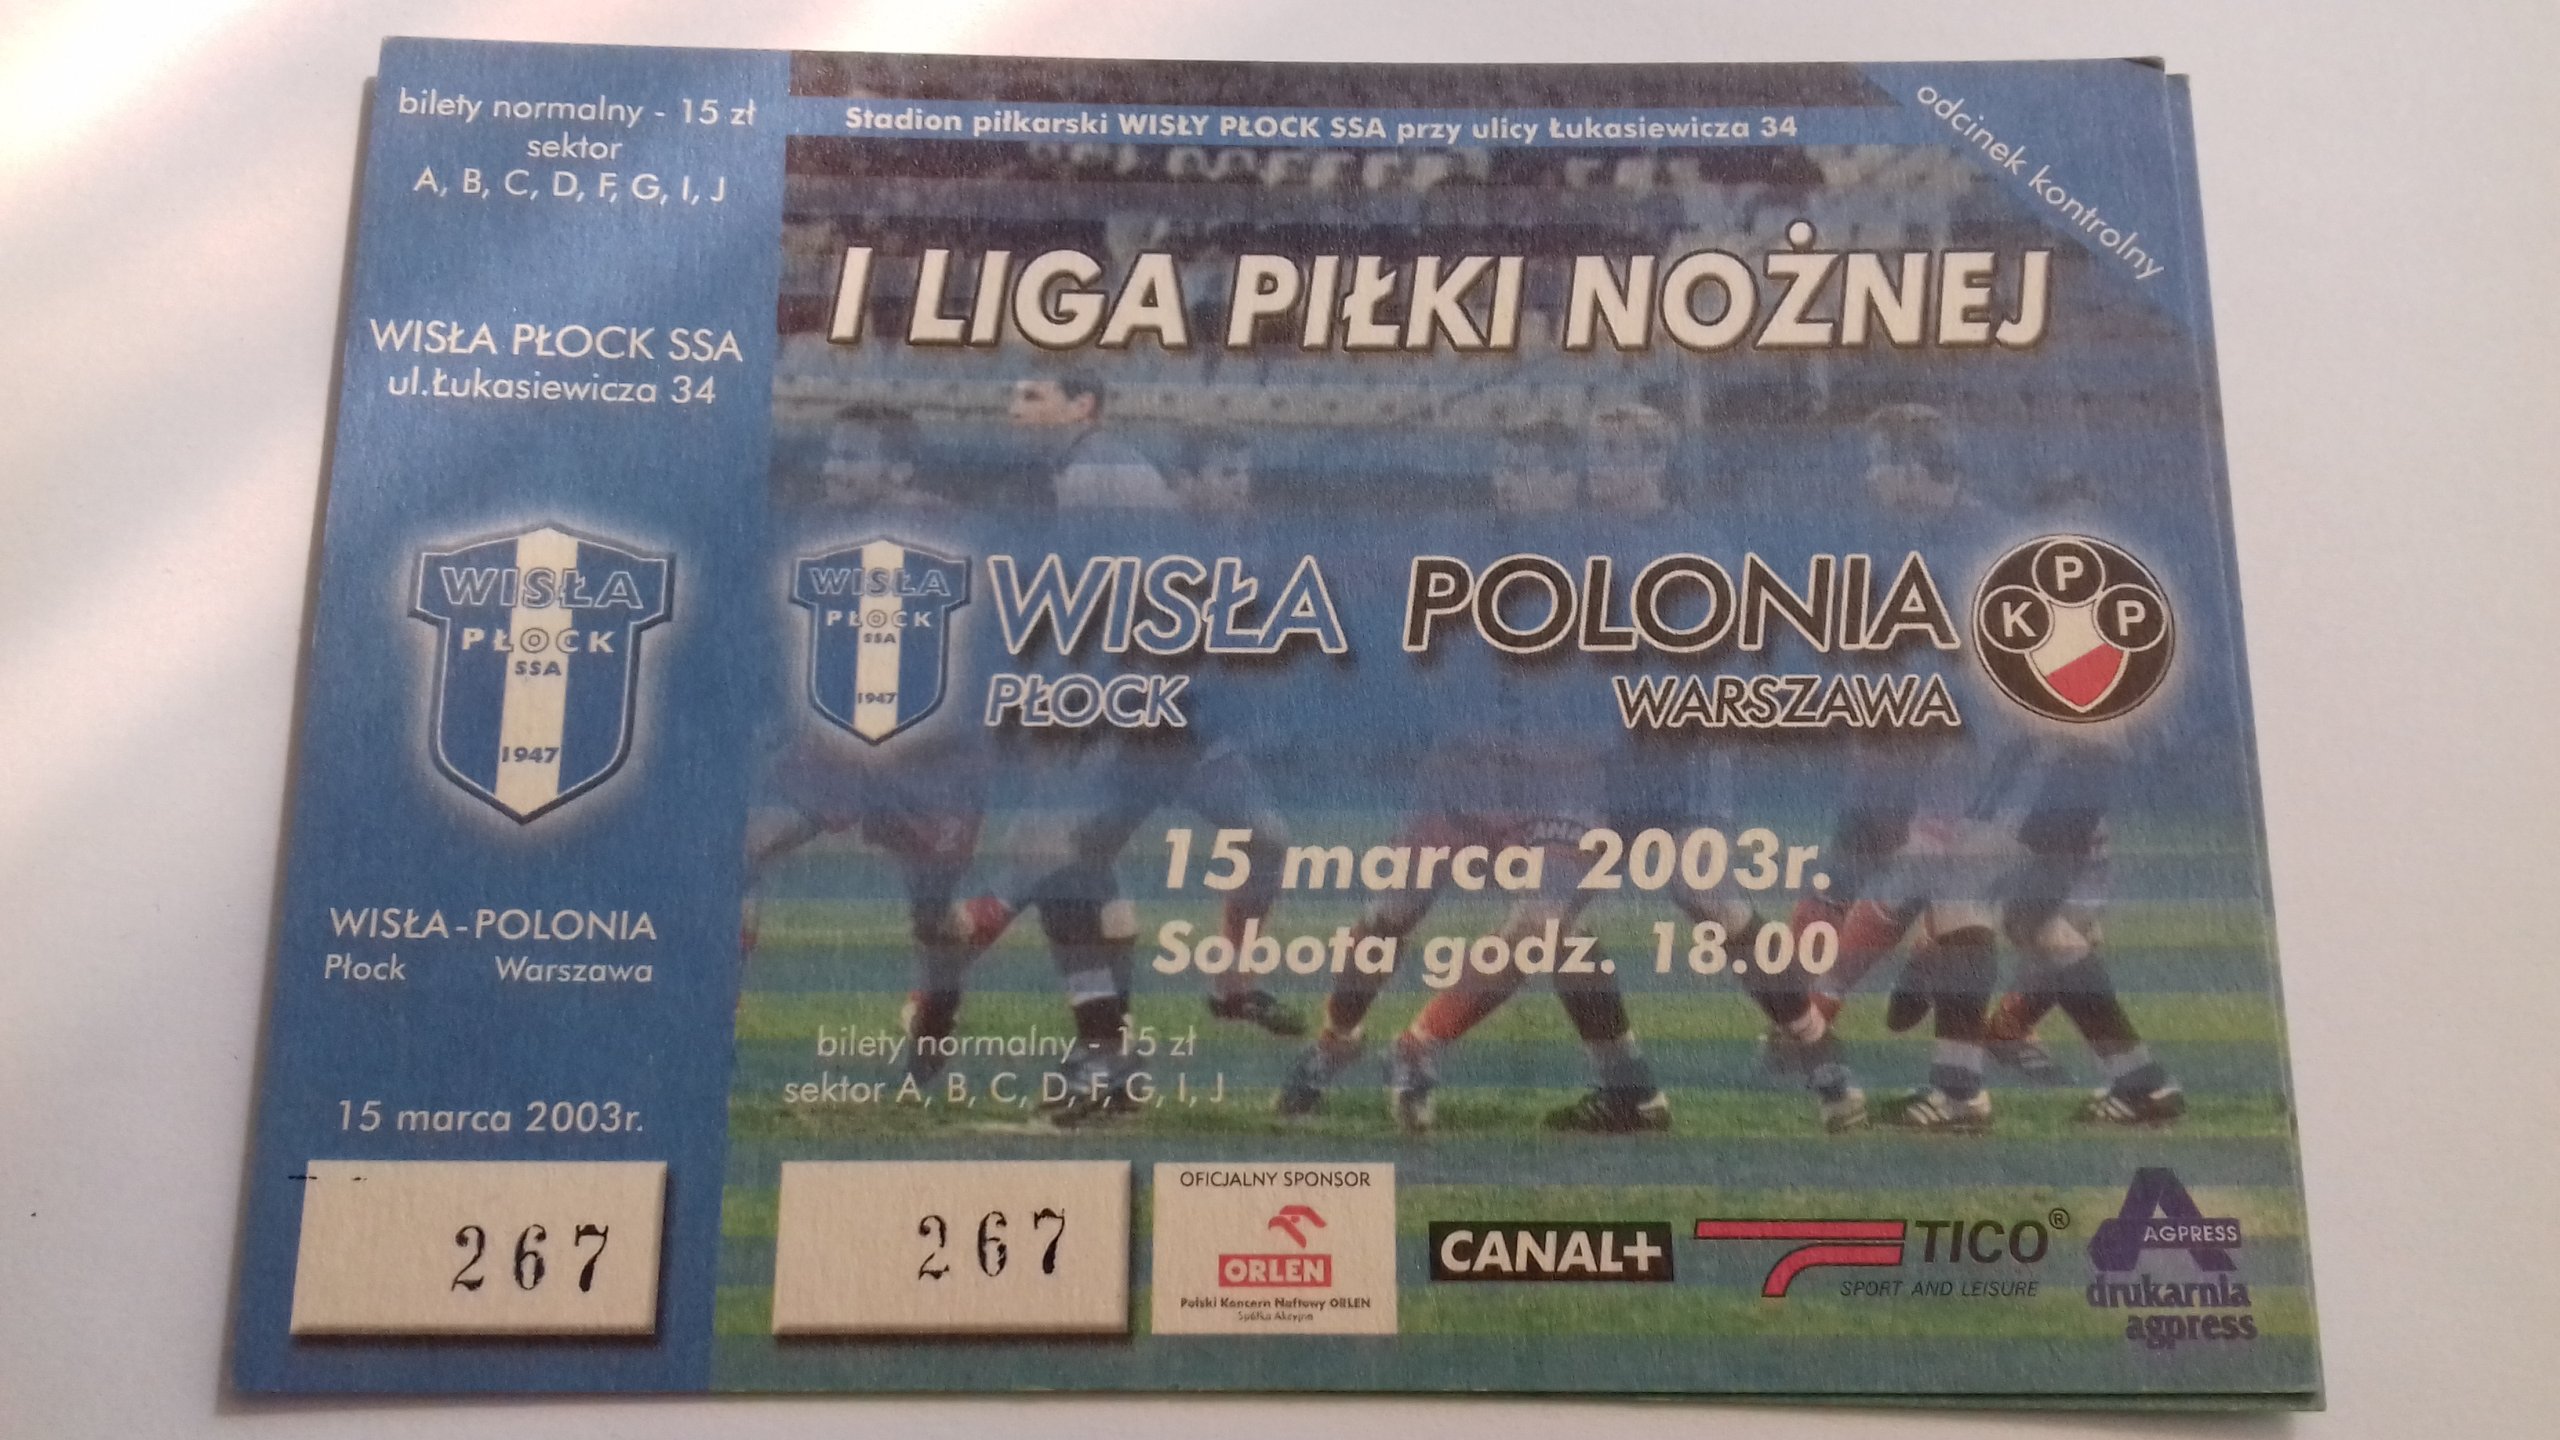 bilety normalny - 15 zł
sektor
A, B, C, D, F, G, I, J
WISŁA PŁOCK SSA
ul.Łukasiewicza 34
WISŁA
PŁOCK
SSA
1947
WISŁA-POLONIA
Płock Warszawa
15 marca 2003r.
267
odcinek kontrolny
Stadion piłkarski WISŁY PŁOCK SSA przy ulicy Łukasiewicza 34
I LIGA PIŁKI NOŻNEJ
WISŁA
PŁOCK
SSA
1947
WISŁA POLONIA
PŁOCK WARSZAWA
K P P
15 marca 2003r.
Sobota godz. 18.00
bilety normalny - 15 zł
sektor A, B, C, D, F, G, I, J
267
OFICJALNY SPONSOR
ORLEN
Polski Koncern Naftowy ORLEN
Spółka Akcyjna
CANAL+
TICO®
SPORT AND LEISURE
A
AGPRESS
drukarnia
agpress